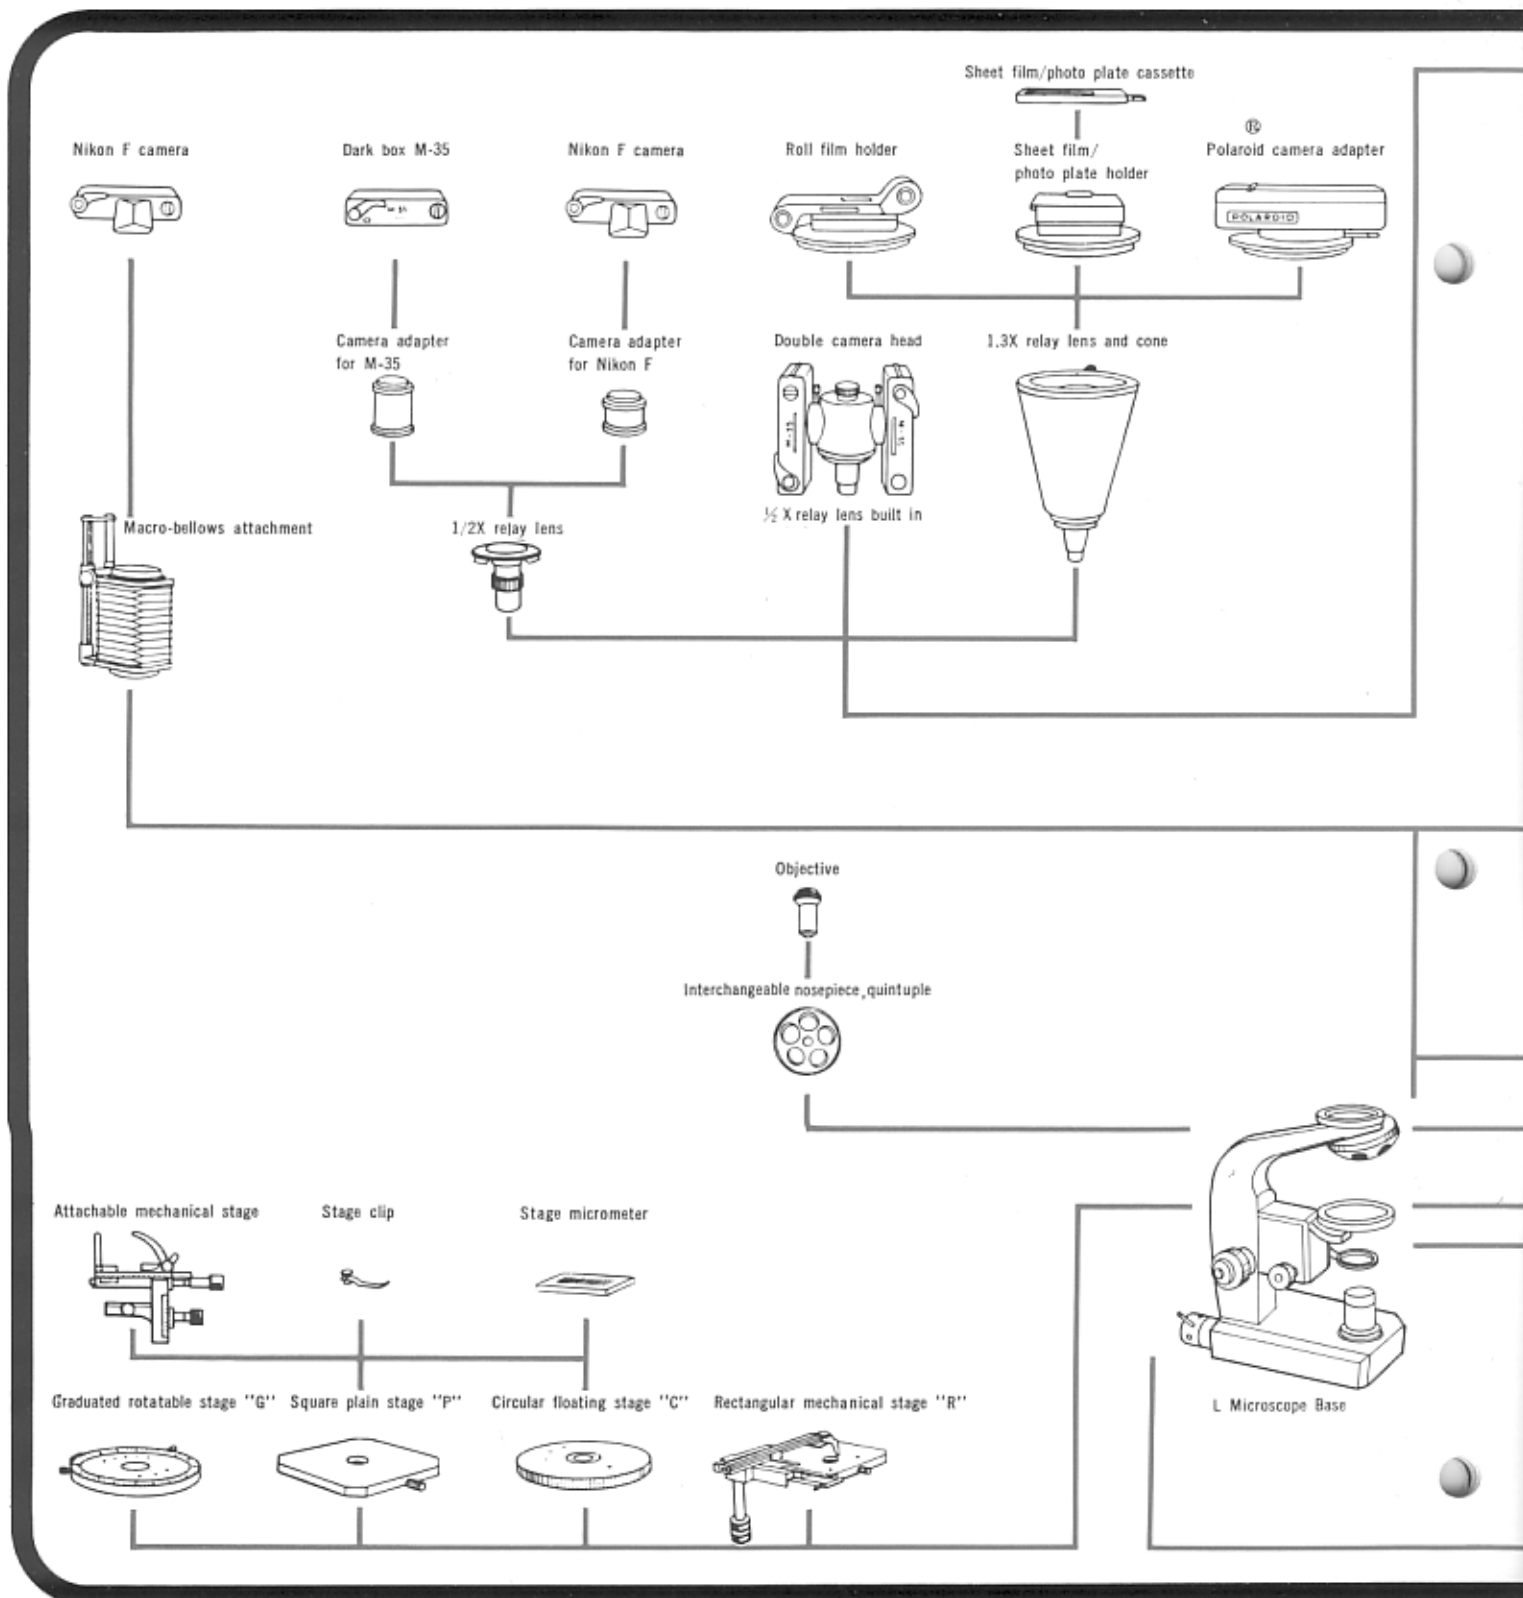 Sheet film/photo plate cassette
®
Nikon F camera
Dark box M-35
Nikon F camera
Roll film holder
Sheet film/
photo plate holder
Polaroid camera adapter
M-35
POLAROID
Camera adapter
for M-35
Camera adapter
for Nikon F
Double camera head
1.3X relay lens and cone
M-35
M-35
Macro-bellows attachment
1/2X relay lens
½ X relay lens built in
Objective
Interchangeable nosepiece, quintuple
Attachable mechanical stage
Stage clip
Stage micrometer
Graduated rotatable stage "G"
Square plain stage "P"
Circular floating stage "C"
Rectangular mechanical stage "R"
L Microscope Base